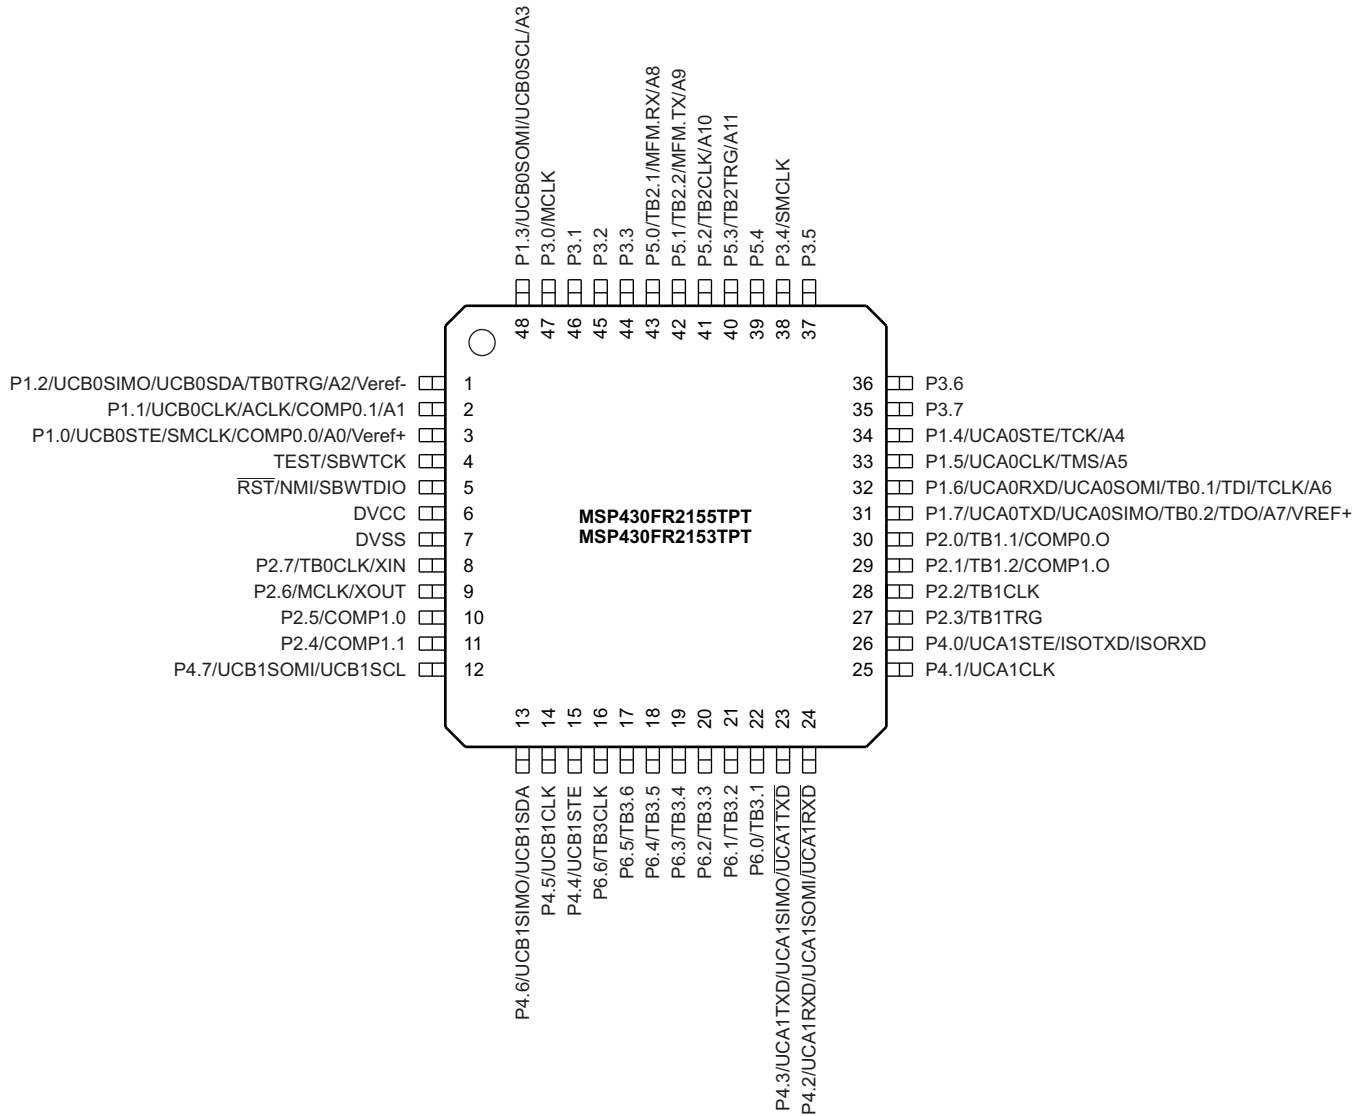 P1.3/UCB0SOMI/UCB0SCL/A3
P3.0/MCLK
P3.1
P3.2
P3.3
P5.0/TB2.1/MFM.RX/A8
P5.1/TB2.2/MFM.TX/A9
P5.2/TB2CLK/A10
P5.3/TB2TRG/A11
P5.4
P3.4/SMCLK
P3.5
48 47 46 45 44 43 42 41 40 39 38 37
P1.2/UCB0SIMO/UCB0SDA/TB0TRG/A2/Veref- 1
P1.1/UCB0CLK/ACLK/COMP0.1/A1 2
P1.0/UCB0STE/SMCLK/COMP0.0/A0/Veref+ 3
TEST/SBWTCK 4
RST/NMI/SBWTDIO 5
DVCC 6
DVSS 7
P2.7/TB0CLK/XIN 8
P2.6/MCLK/XOUT 9
P2.5/COMP1.0 10
P2.4/COMP1.1 11
P4.7/UCB1SOMI/UCB1SCL 12
MSP430FR2155TPT
MSP430FR2153TPT
36 P3.6
35 P3.7
34 P1.4/UCA0STE/TCK/A4
33 P1.5/UCA0CLK/TMS/A5
32 P1.6/UCA0RXD/UCA0SOMI/TB0.1/TDI/TCLK/A6
31 P1.7/UCA0TXD/UCA0SIMO/TB0.2/TDO/A7/VREF+
30 P2.0/TB1.1/COMP0.O
29 P2.1/TB1.2/COMP1.O
28 P2.2/TB1CLK
27 P2.3/TB1TRG
26 P4.0/UCA1STE/ISOTXD/ISORXD
25 P4.1/UCA1CLK
13 14 15 16 17 18 19 20 21 22 23 24
P4.6/UCB1SIMO/UCB1SDA
P4.5/UCB1CLK
P4.4/UCB1STE
P6.6/TB3CLK
P6.5/TB3.6
P6.4/TB3.5
P6.3/TB3.4
P6.2/TB3.3
P6.1/TB3.2
P6.0/TB3.1
P4.3/UCA1TXD/UCA1SIMO/UCA1TXD
P4.2/UCA1RXD/UCA1SOMI/UCA1RXD